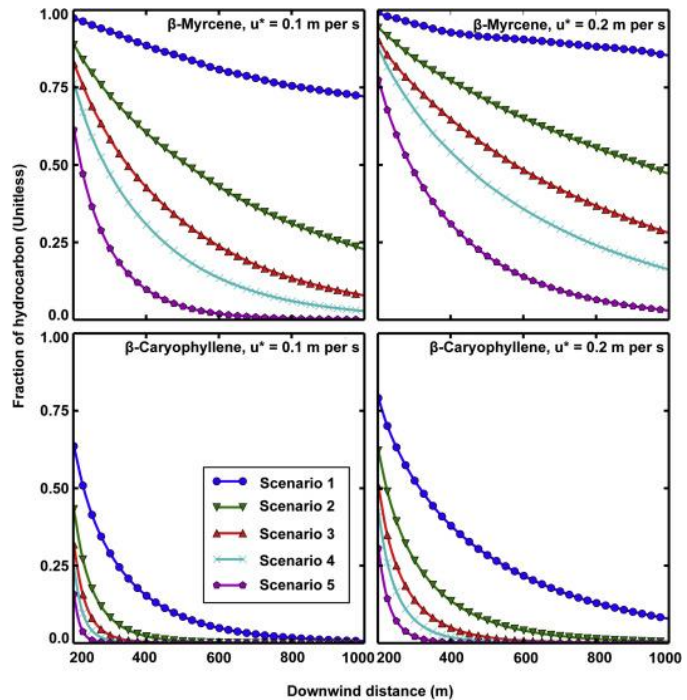 β-Myrcene, u* = 0.1 m per s
β-Myrcene, u* = 0.2 m per s
1.00
0.75
0.50
0.25
0.0
Fraction of hydrocarbon (Unitless)
β-Caryophyllene, u* = 0.1 m per s
β-Caryophyllene, u* = 0.2 m per s
1.00
0.75
0.50
0.25
0.0
Scenario 1
Scenario 2
Scenario 3
Scenario 4
Scenario 5
200 400 600 800 1000
200 400 600 800 1000
Downwind distance (m)